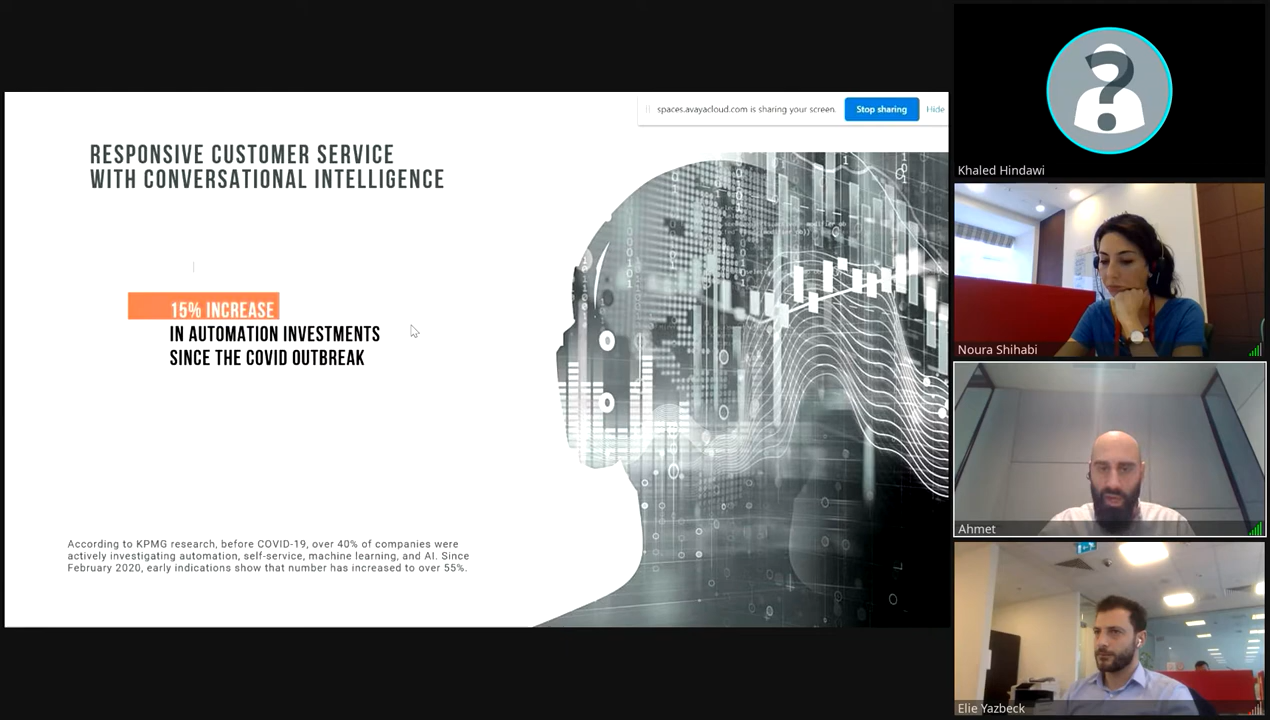 spaces.avayacloud.com is sharing your screen.
Stop sharing
Hide
RESPONSIVE CUSTOMER SERVICE
WITH CONVERSATIONAL INTELLIGENCE
15% INCREASE
IN AUTOMATION INVESTMENTS
SINCE THE COVID OUTBREAK
According to KPMG research, before COVID-19, over 40% of companies were
actively investigating automation, self-service, machine learning, and AI. Since
February 2020, early indications show that number has increased to over 55%.
?
Khaled Hindawi
Noura Shihabi
Ahmet
Elie Yazbeck